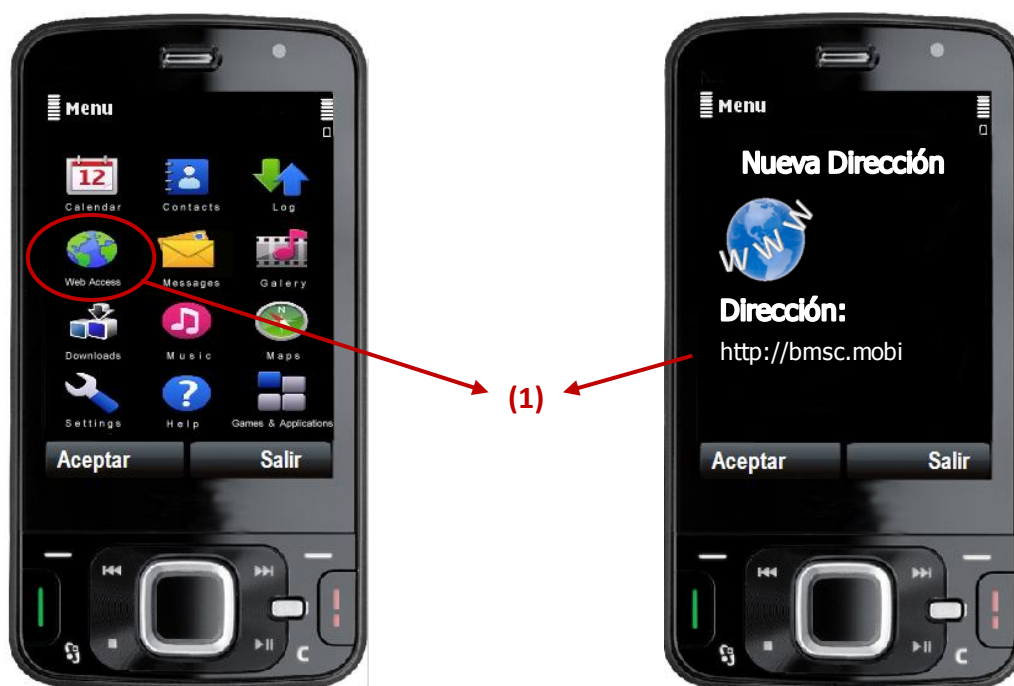 Menu
12
Calendar
Contacts
Log
Web Access
Messages
Galery
Downloads
Music
N
Maps
Settings
?
Help
Games & Applications
Aceptar
Salir
C
(1)
Menu
Nueva Dirección
WWW
Dirección:
http://bmsc.mobi
Aceptar
Salir
C